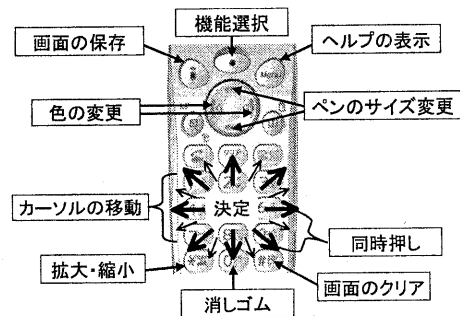 機能選択
画面の保存
ヘルプの表示
Menu
色の変更
ペンのサイズ変更
カーソルの移動
決定
同時押し
拡大・縮小
画面のクリア
消しゴム